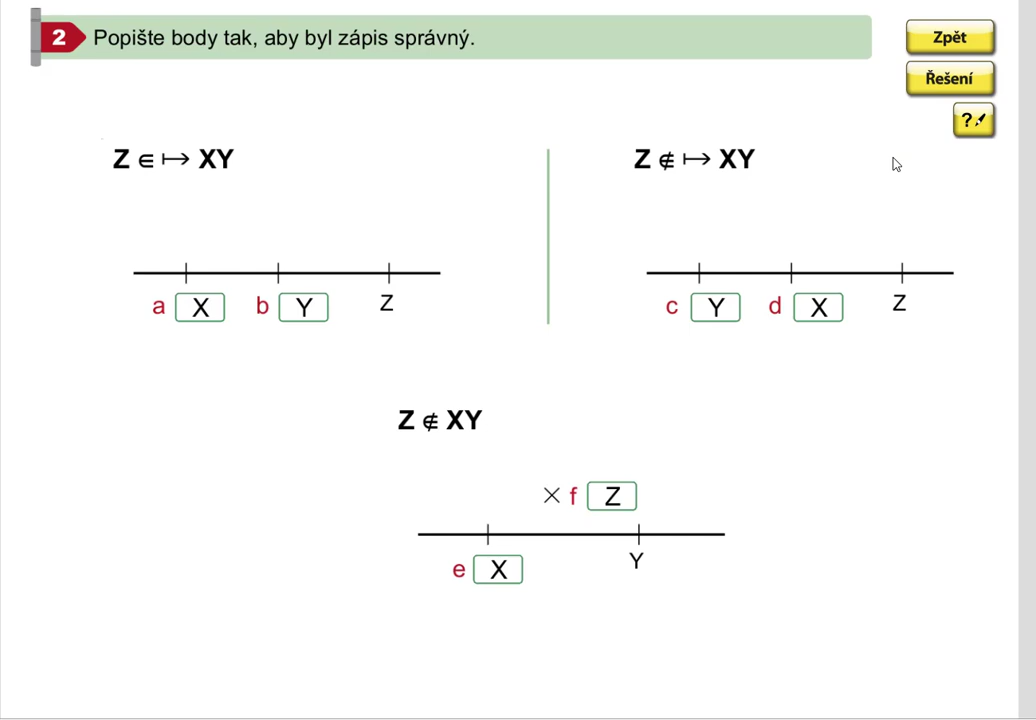 2 Popište body tak, aby byl zápis správný.
Zpět
Řešení
?
Z ∈ ↦ XY
Z ∉ ↦ XY
a X b Y Z
c Y d X Z
Z ∉ XY
× f Z
e X Y